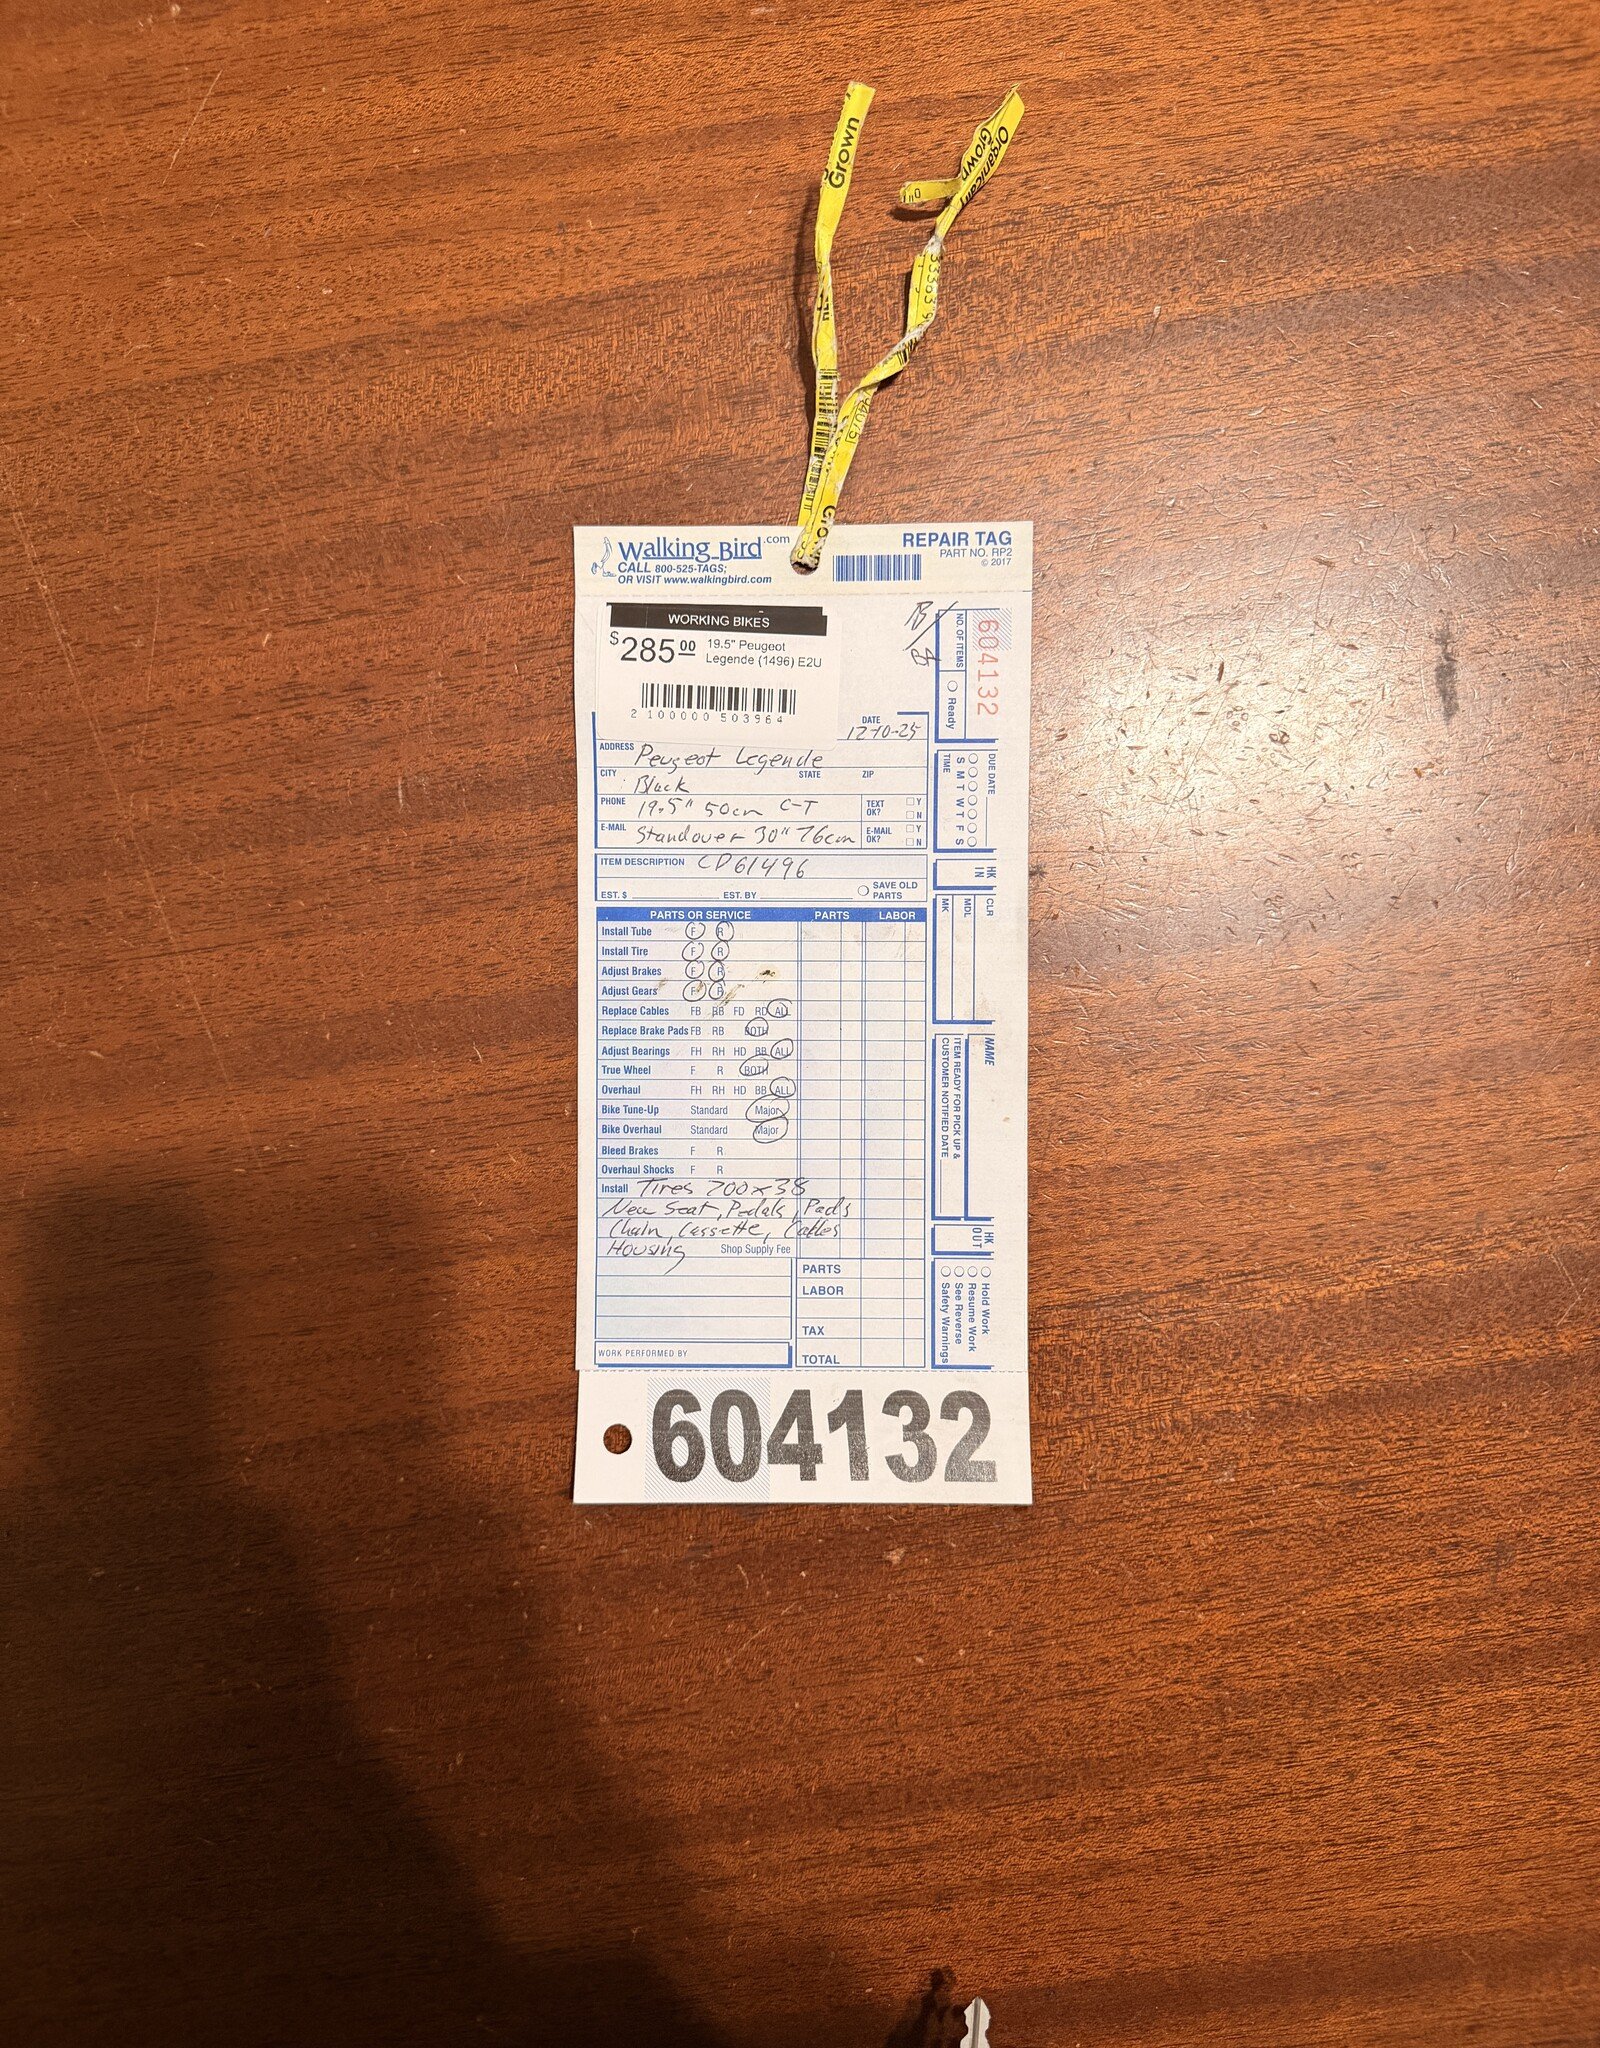 Grown
Organically
Grown
Grown
Walking Bird.com
CALL 800-525-TAGS;
OR VISIT www.walkingbird.com
REPAIR TAG
PART NO. RP2
© 2017
WORKING BIKES
$285.00 19.5" Peugeot
Legende (1496) E2U
2 100000 503964
DATE
12-10-25
ADDRESS Peugeot Legende
CITY Black STATE ZIP
PHONE 19.5" 50cm C-T TEXT OK? Y N
E-MAIL Standover 30" 76cm E-MAIL OK? Y N
ITEM DESCRIPTION CD61496
EST. $ EST. BY SAVE OLD PARTS
PARTS OR SERVICE PARTS LABOR
Install Tube F R
Install Tire F R
Adjust Brakes F R
Adjust Gears F R
Replace Cables FB RB FD RD ALL
Replace Brake Pads FB RB BOTH
Adjust Bearings FH RH HD BB ALL
True Wheel F R BOTH
Overhaul FH RH HD BB ALL
Bike Tune-Up Standard Major
Bike Overhaul Standard Major
Bleed Brakes F R
Overhaul Shocks F R
Install Tires 700x38
New Seat, Pedals, Pads
Chain, Cassette, Cables
Housing Shop Supply Fee
PARTS
LABOR
TAX
WORK PERFORMED BY
TOTAL
604132
NO. OF ITEMS
Ready
DUE DATE
S M T W T F S
TIME
HK IN
CLR
MDL
MK
NAME
ITEM READY FOR PICK UP &
CUSTOMER NOTIFIED DATE
HK OUT
Hold Work
Resume Work
See Reverse
Safety Warnings
604132